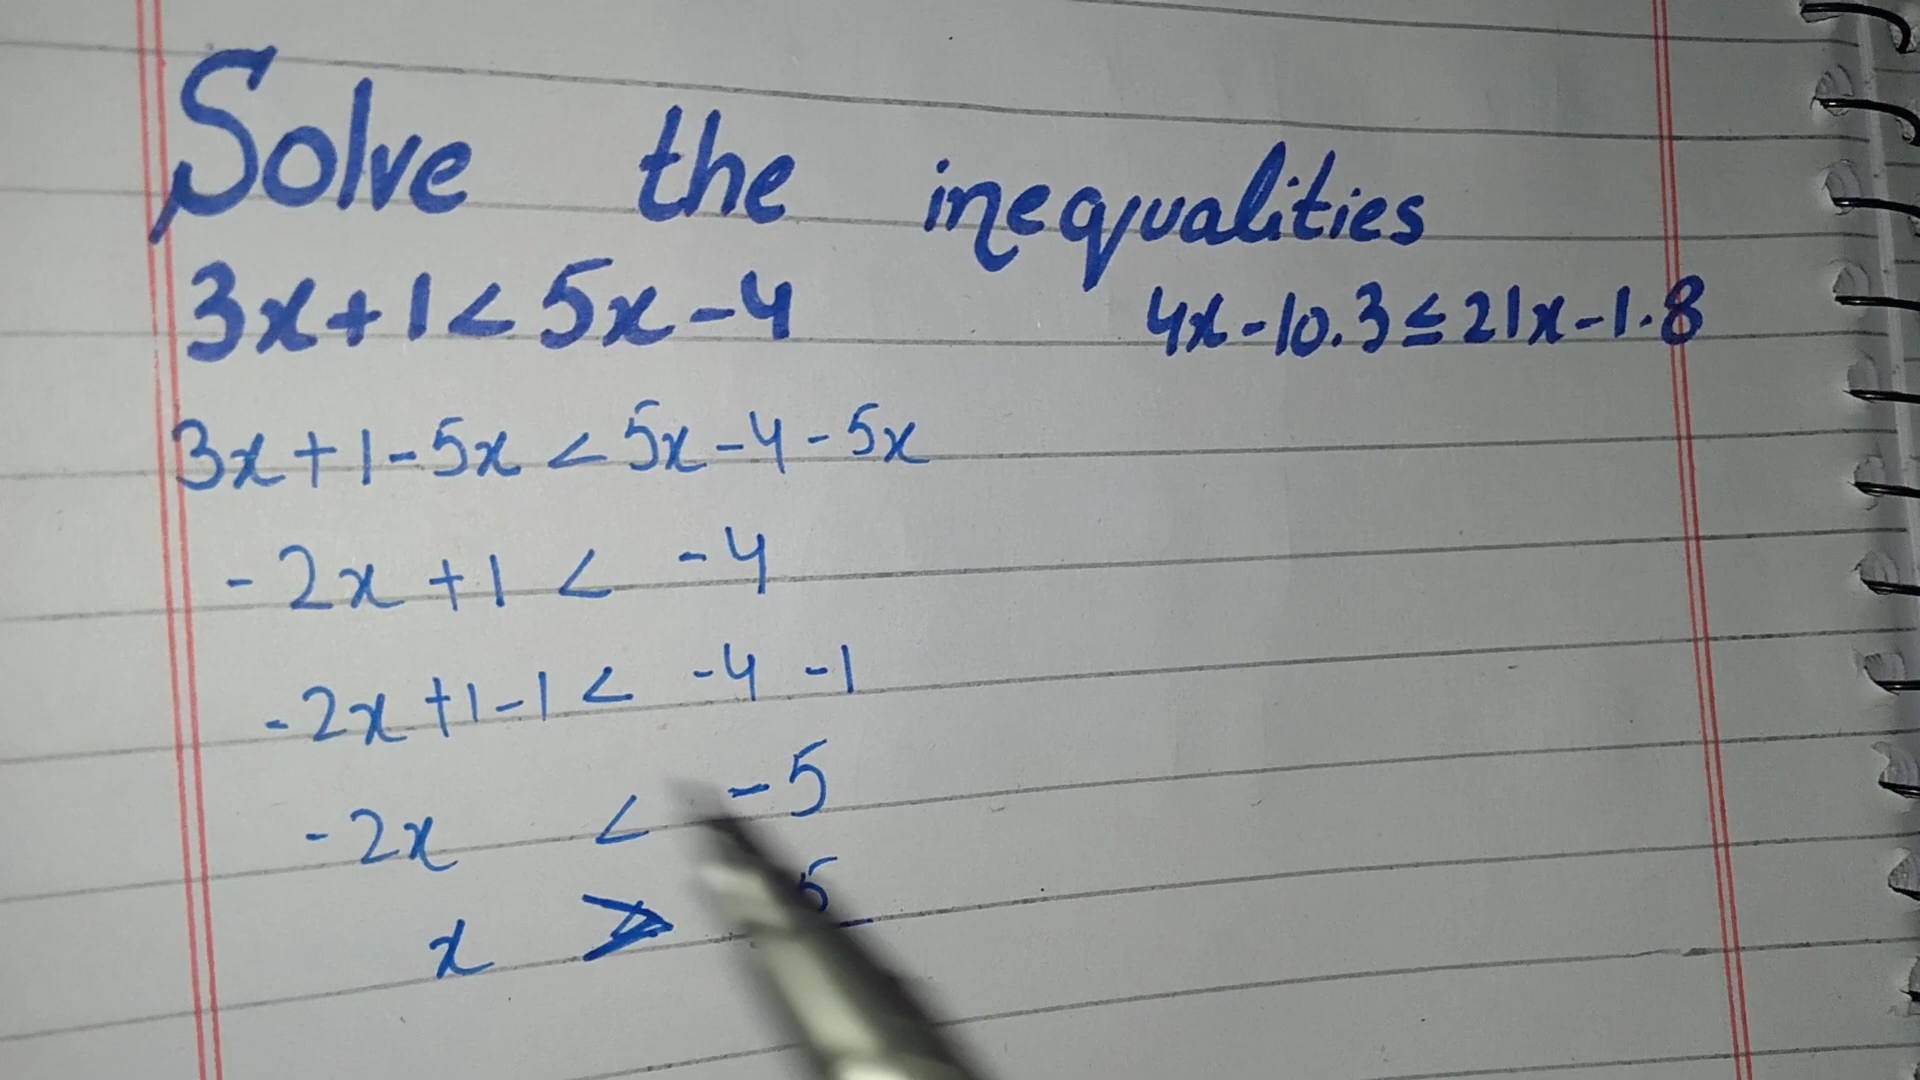 Solve the inequalities
3x+1<5x-4
4x-10.3≤21x-1.8
3x+1-5x<5x-4-5x
-2x+1<-4
-2x+1-1<-4-1
-2x<-5
x>5